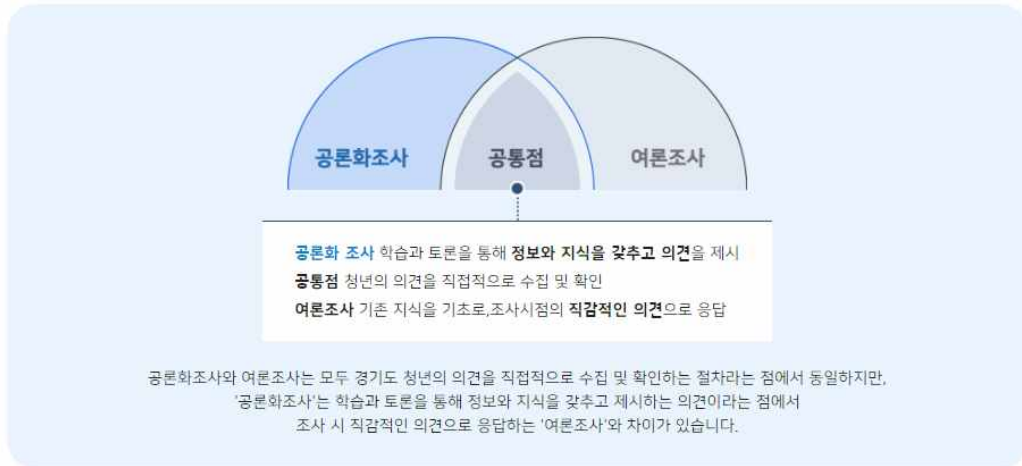 공론화조사
공통점
여론조사
공론화 조사 학습과 토론을 통해 정보와 지식을 갖추고 의견을 제시
공통점 청년의 의견을 직접적으로 수집 및 확인
여론조사 기존 지식을 기초로,조사시점의 직감적인 의견으로 응답
공론화조사와 여론조사는 모두 경기도 청년의 의견을 직접적으로 수집 및 확인하는 절차라는 점에서 동일하지만,
'공론화조사'는 학습과 토론을 통해 정보와 지식을 갖추고 제시하는 의견이라는 점에서
조사 시 직감적인 의견으로 응답하는 '여론조사'와 차이가 있습니다.